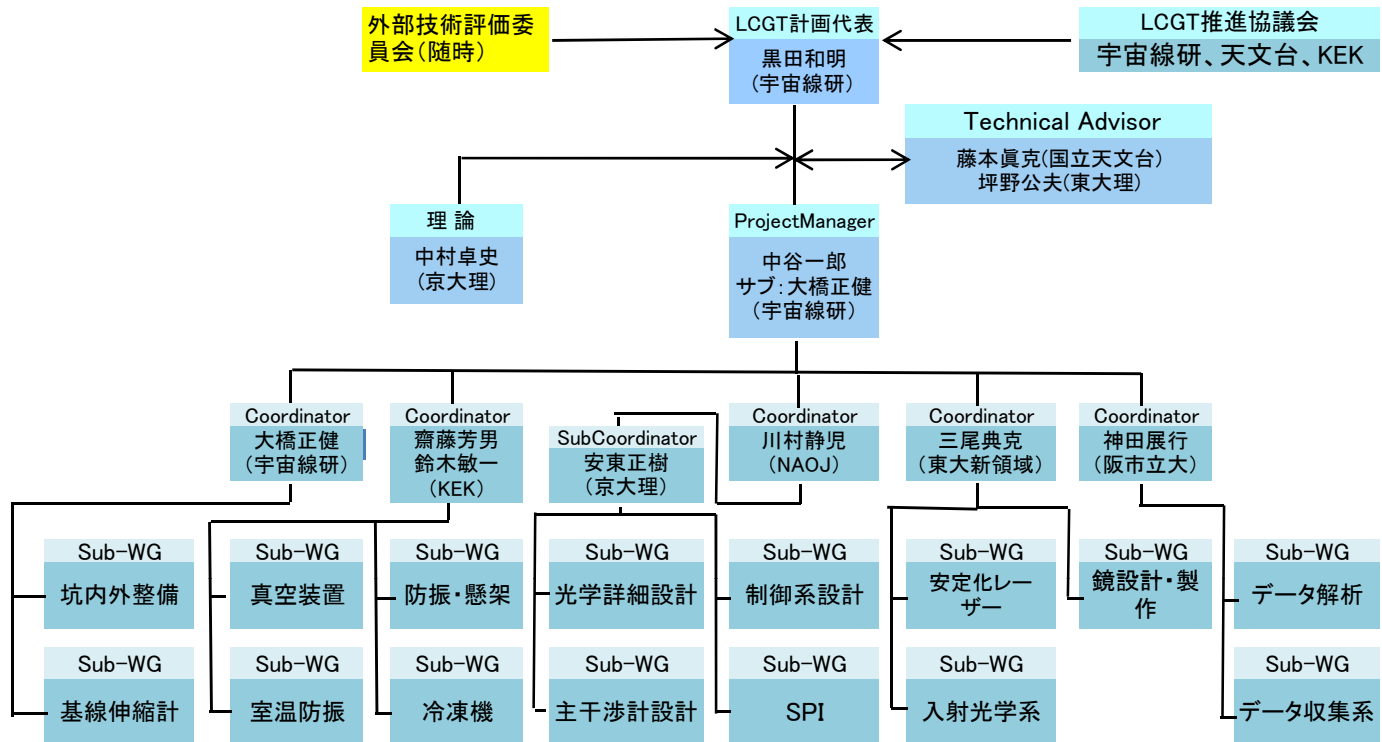 外部技術評価委
員会（随時）
LCGT計画代表
黒田和明
(宇宙線研)
LCGT推進協議会
宇宙線研、天文台、KEK
Technical Advisor
藤本眞克(国立天文台)
坪野公夫(東大理)
理 論
中村卓史
(京大理)
ProjectManager
中谷一郎
サブ：大橋正健
(宇宙線研)
Coordinator
大橋正健
(宇宙線研)
Coordinator
齋藤芳男
鈴木敏一
(KEK)
SubCoordinator
安東正樹
(京大理)
Coordinator
川村静児
(NAOJ)
Coordinator
三尾典克
(東大新領域)
Coordinator
神田展行
(阪市立大)
Sub-WG
坑内外整備
Sub-WG
真空装置
Sub-WG
防振・懸架
Sub-WG
光学詳細設計
Sub-WG
制御系設計
Sub-WG
安定化レー
ザー
Sub-WG
鏡設計・製
作
Sub-WG
データ解析
Sub-WG
基線伸縮計
Sub-WG
室温防振
Sub-WG
冷凍機
Sub-WG
主干渉計設計
Sub-WG
SPI
Sub-WG
入射光学系
Sub-WG
データ収集系